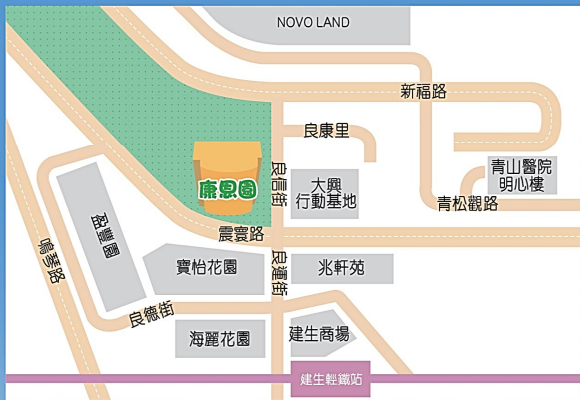 NOVO LAND
新福路
良康里
青山醫院
明心樓
康恩園
良信街
大興
行動基地
青松觀路
震寰路
盈豐園
鳴琴路
寶怡花園
良運街
兆軒苑
良德街
海麗花園
建生商場
建生輕鐵站